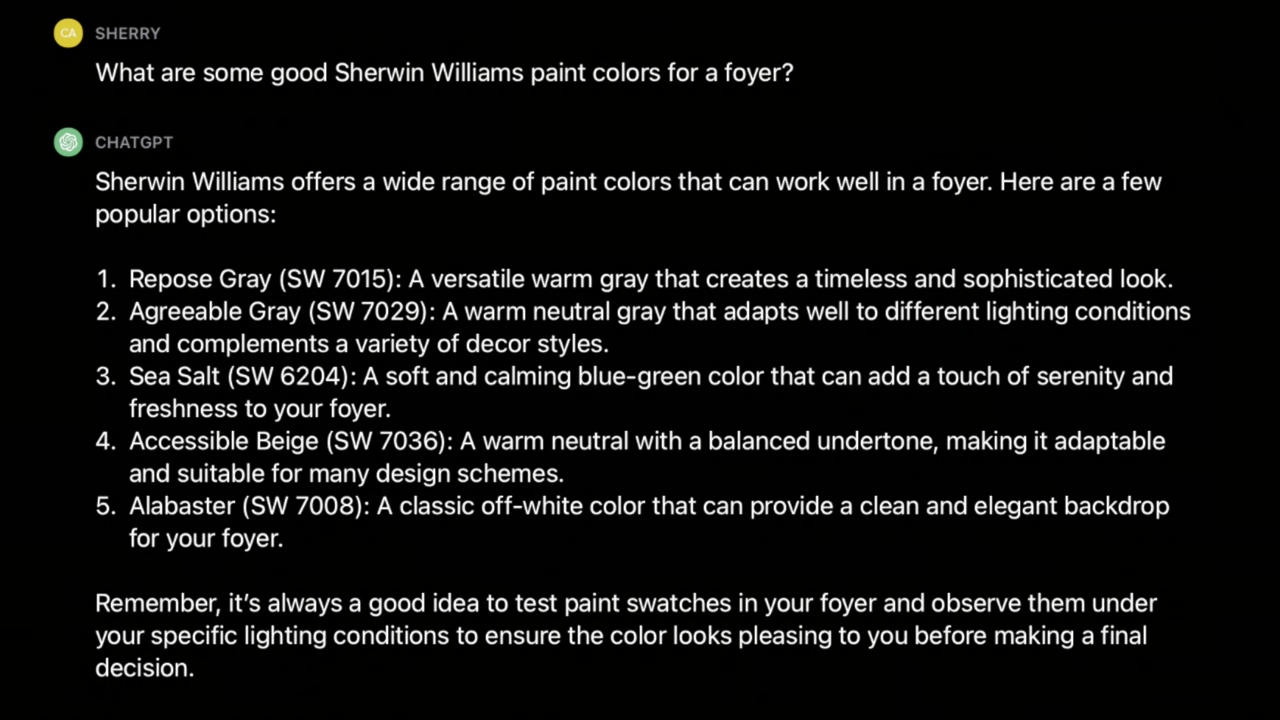 CA SHERRY
What are some good Sherwin Williams paint colors for a foyer?
CHATGPT
Sherwin Williams offers a wide range of paint colors that can work well in a foyer. Here are a few
popular options:
1. Repose Gray (SW 7015): A versatile warm gray that creates a timeless and sophisticated look.
2. Agreeable Gray (SW 7029): A warm neutral gray that adapts well to different lighting conditions
and complements a variety of decor styles.
3. Sea Salt (SW 6204): A soft and calming blue-green color that can add a touch of serenity and
freshness to your foyer.
4. Accessible Beige (SW 7036): A warm neutral with a balanced undertone, making it adaptable
and suitable for many design schemes.
5. Alabaster (SW 7008): A classic off-white color that can provide a clean and elegant backdrop
for your foyer.
Remember, it’s always a good idea to test paint swatches in your foyer and observe them under
your specific lighting conditions to ensure the color looks pleasing to you before making a final
decision.